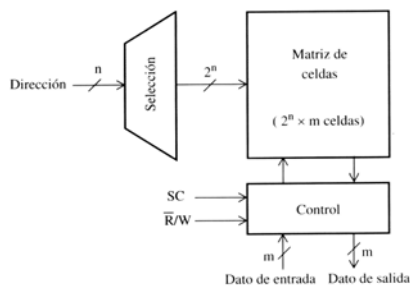 Dirección
n
Selección
2ⁿ
Matriz de
celdas
( 2ⁿ × m celdas)
SC
R̅/W
Control
m
m
Dato de entrada
Dato de salida